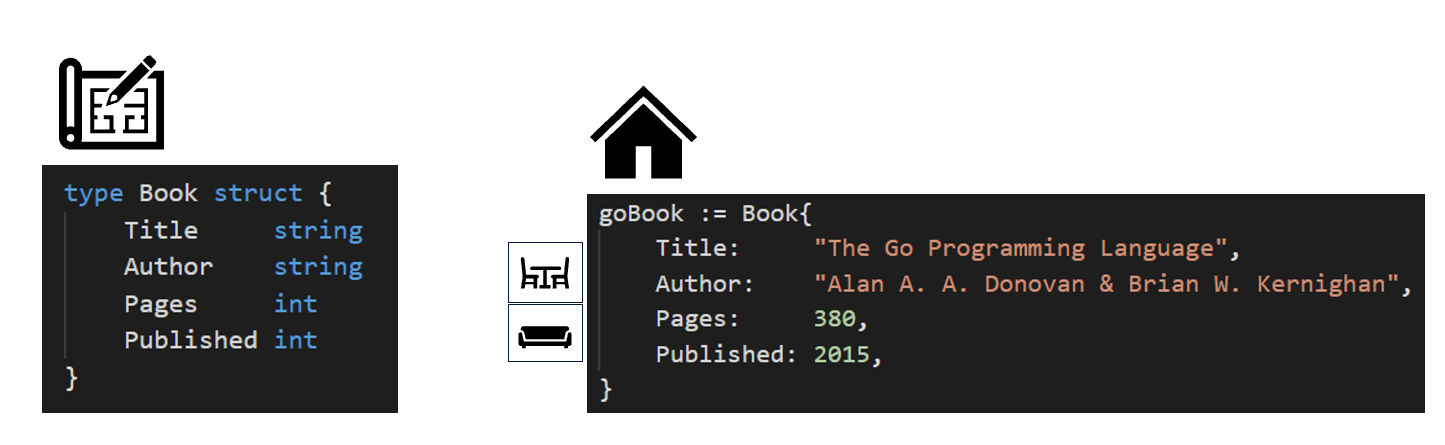 type Book struct {
    Title     string
    Author    string
    Pages     int
    Published int
}
goBook := Book{
    Title:     "The Go Programming Language",
    Author:    "Alan A. A. Donovan & Brian W. Kernighan",
    Pages:     380,
    Published: 2015,
}